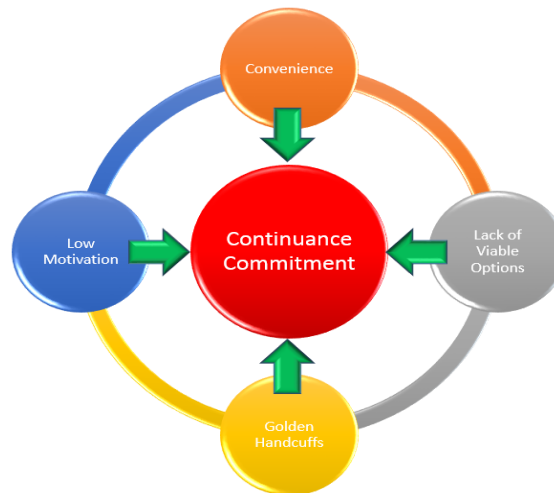 Convenience
Low
Motivation
Continuance
Commitment
Lack of
Viable
Options
Golden
Handcuffs